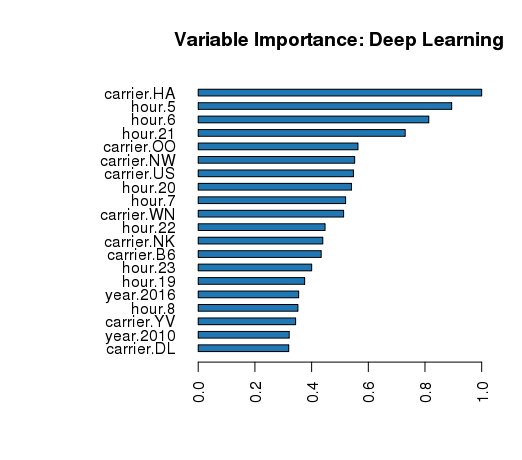 Variable Importance: Deep Learning
carrier.HA
hour.5
hour.6
hour.21
carrier.OO
carrier.NW
carrier.US
hour.20
hour.7
carrier.WN
hour.22
carrier.NK
carrier.B6
hour.23
hour.19
year.2016
hour.8
carrier.YV
year.2010
carrier.DL
0.0 0.2 0.4 0.6 0.8 1.0